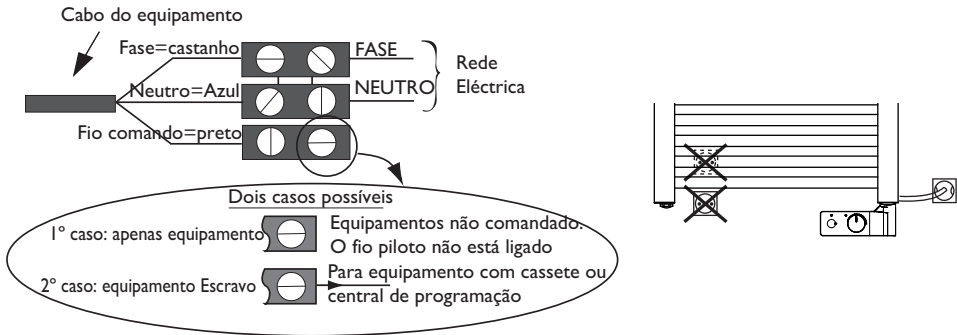 Cabo do equipamento
Fase=castanho
FASE
Neutro=Azul
NEUTRO
Rede
Eléctrica
Fio comando=preto
Dois casos possíveis
1º caso: apenas equipamento
Equipamentos não comandado.
O fio piloto não está ligado
2º caso: equipamento Escravo
Para equipamento com cassete ou
central de programação